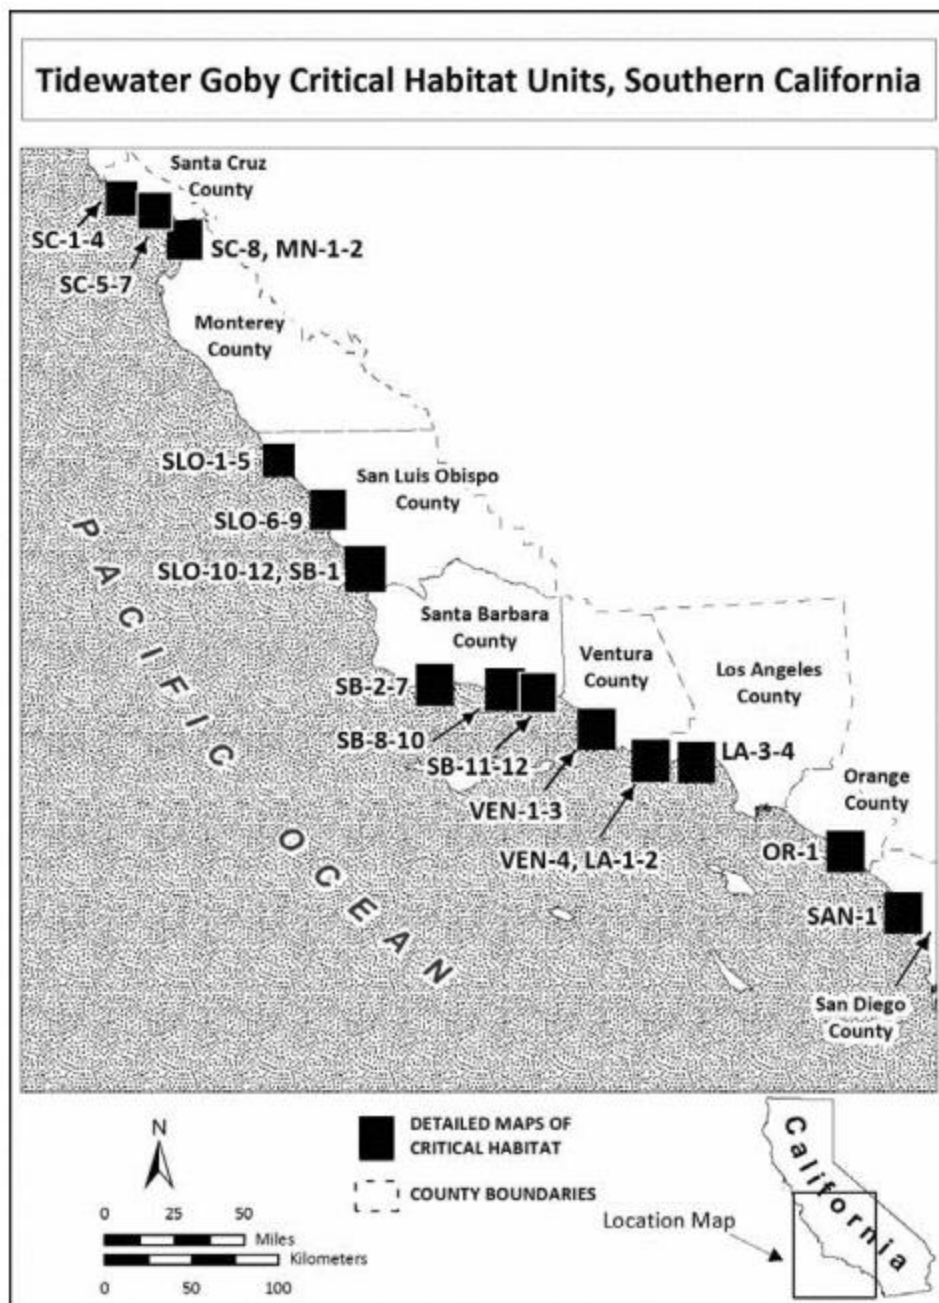 Tidewater Goby Critical Habitat Units, Southern California
Santa Cruz
County
SC-1-4
SC-5-7
SC-8, MN-1-2
Monterey
County
SLO-1-5
San Luis Obispo
County
SLO-6-9
SLO-10-12, SB-1
PACIFIC OCEAN
Santa Barbara
County
Ventura
County
Los Angeles
County
SB-2-7
SB-8-10
SB-11-12
LA-3-4
VEN-1-3
Orange
County
VEN-4, LA-1-2
OR-1
SAN-1
San Diego
County
N
DETAILED MAPS OF
CRITICAL HABITAT
COUNTY BOUNDARIES
0 25 50
Miles
Kilometers
0 50 100
Location Map
California